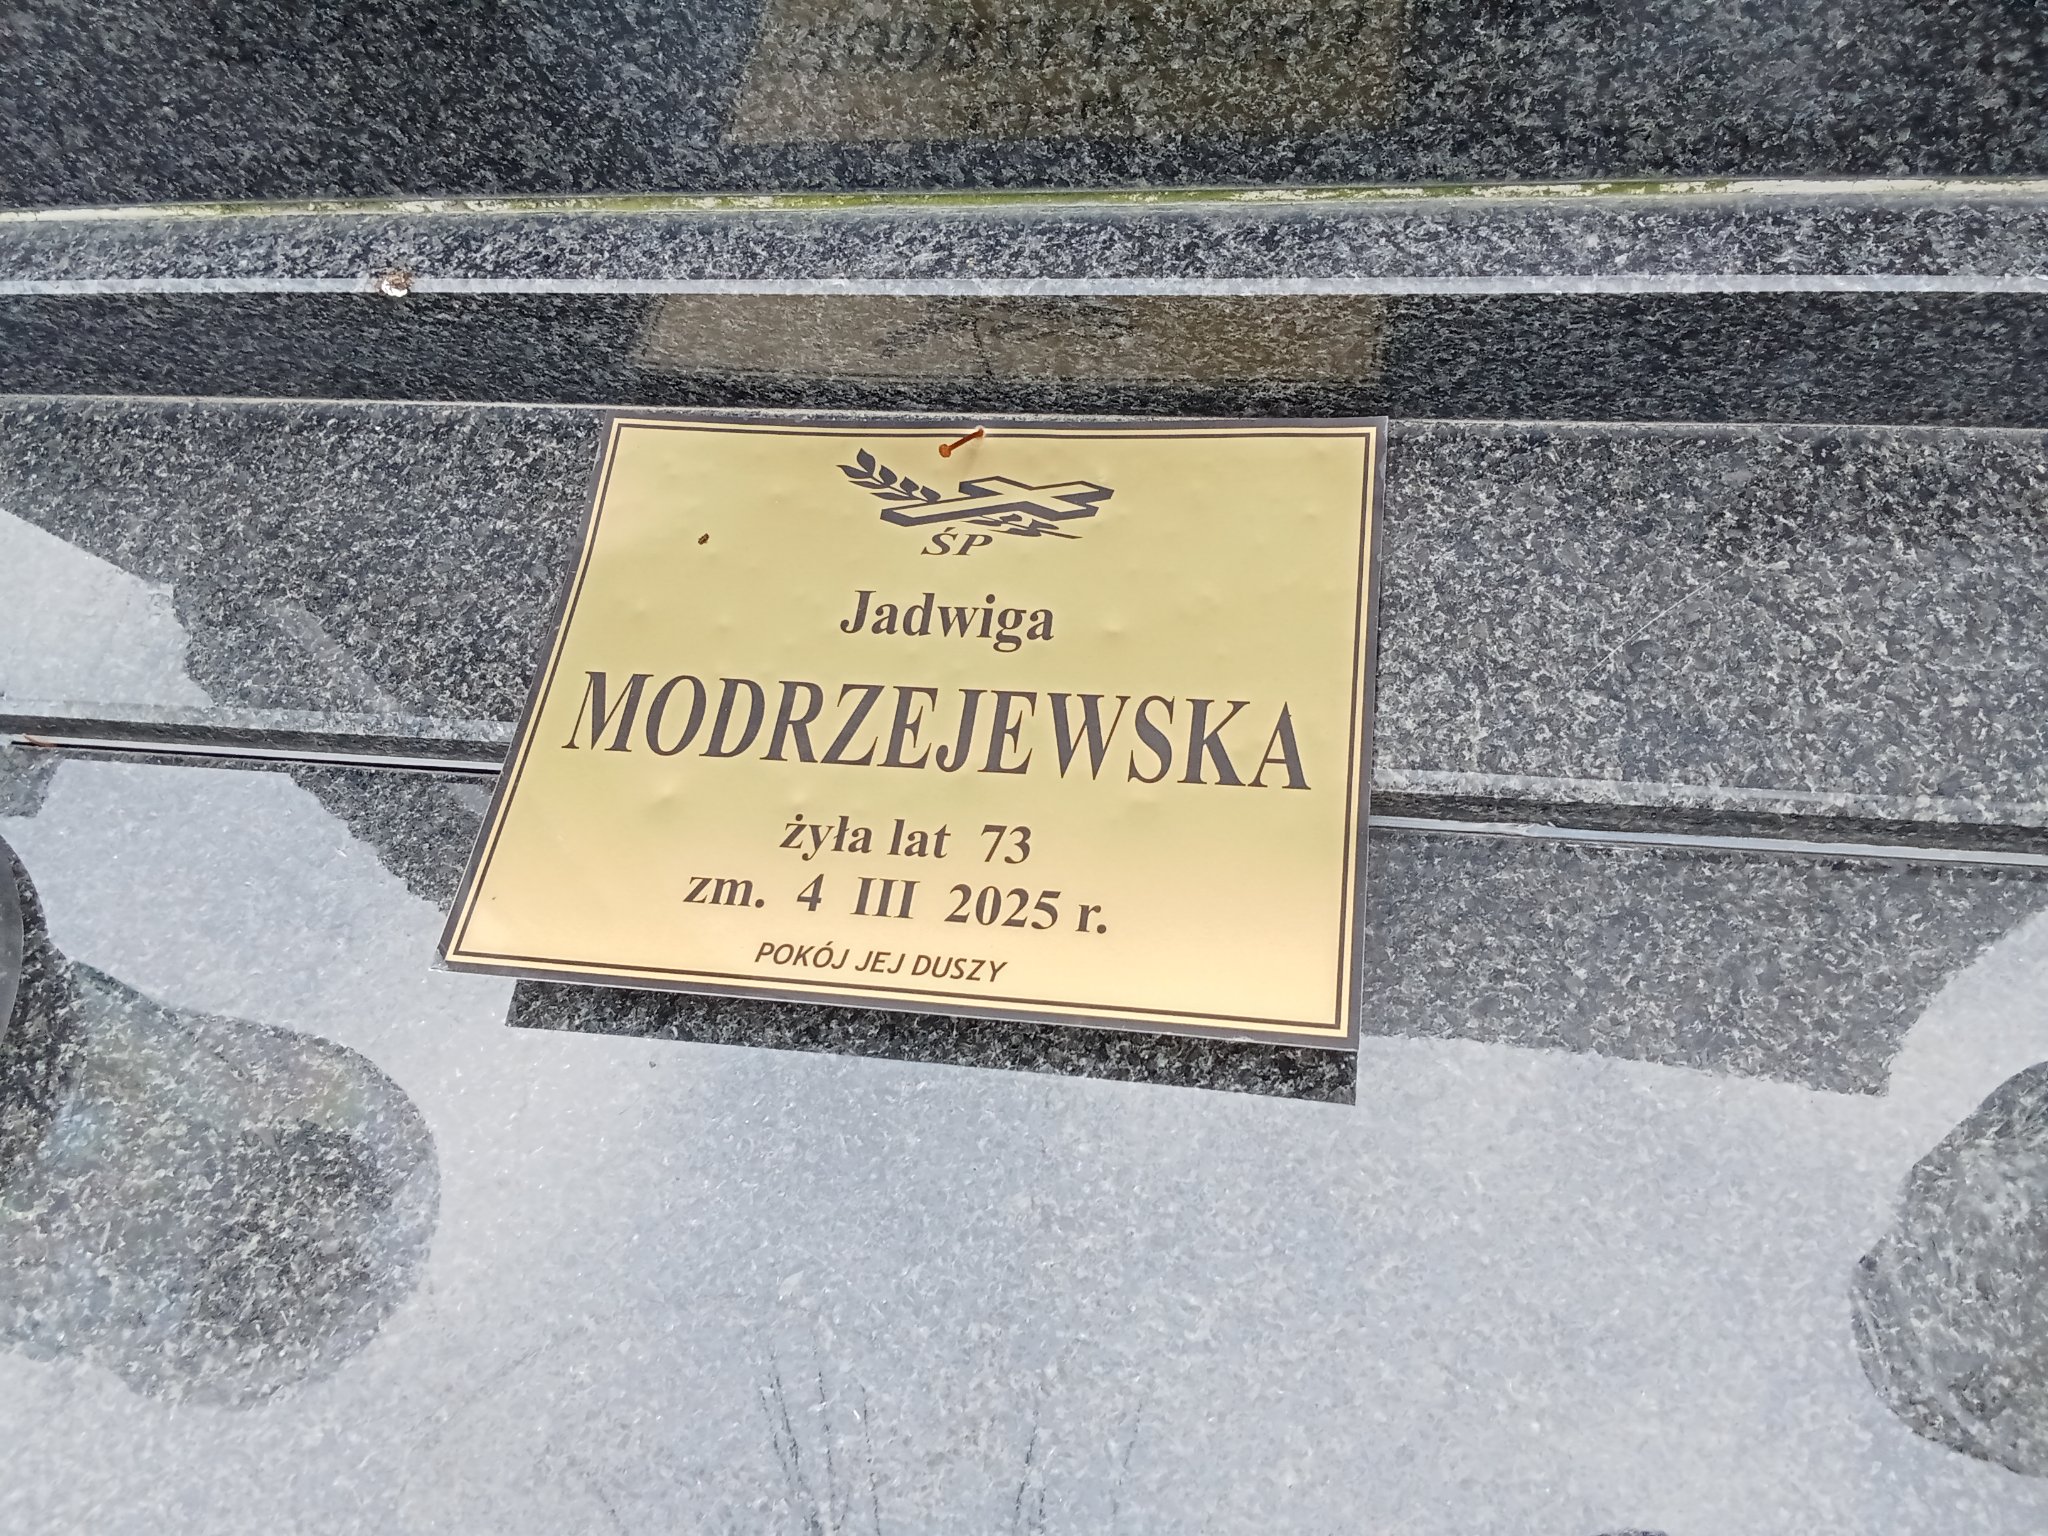 ŚP
Jadwiga
MODRZEJEWSKA
żyła lat 73
zm. 4 III 2025 r.
POKÓJ JEJ DUSZY